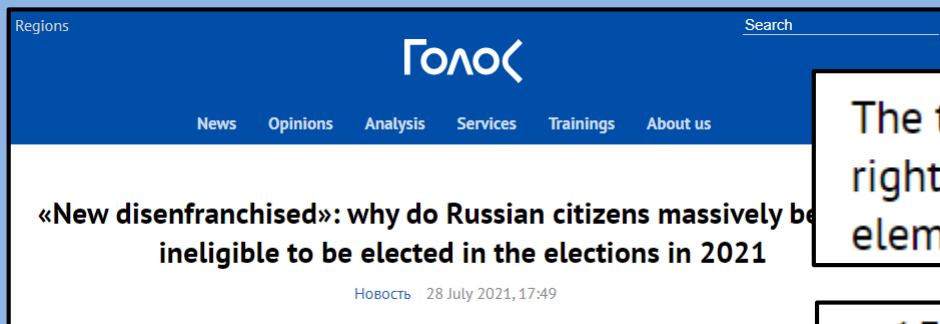 Regions
Search
Голос
News Opinions Analysis Services Trainings About us
«New disenfranchised»: why do Russian citizens massively
ineligible to be elected in the elections in 2021
Новость 28 July 2021, 17:49
The
right
elem